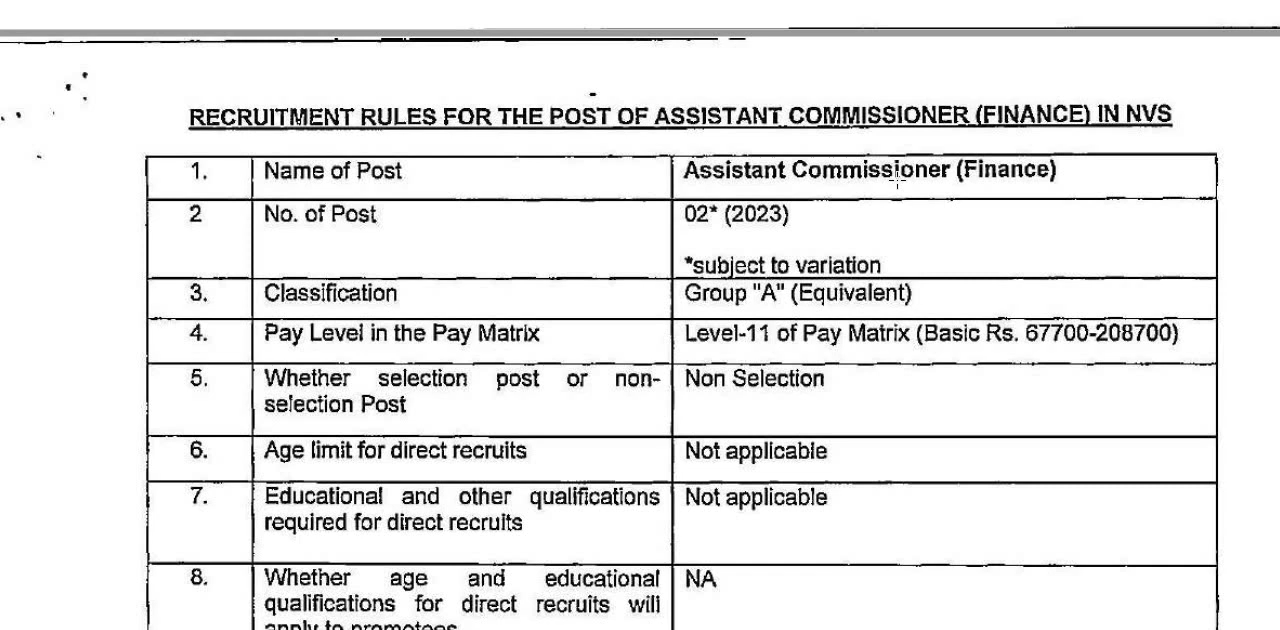 RECRUITMENT RULES FOR THE POST OF ASSISTANT COMMISSIONER (FINANCE) IN NVS
1. Name of Post Assistant Commissioner (Finance)
2 No. of Post 02* (2023)
*subject to variation
3. Classification Group "A" (Equivalent)
4. Pay Level in the Pay Matrix Level-11 of Pay Matrix (Basic Rs. 67700-208700)
5. Whether selection post or non- Non Selection
selection Post
6. Age limit for direct recruits Not applicable
7. Educational and other qualifications Not applicable
required for direct recruits
8. Whether age and educational NA
qualifications for direct recruits will
apply to promotees